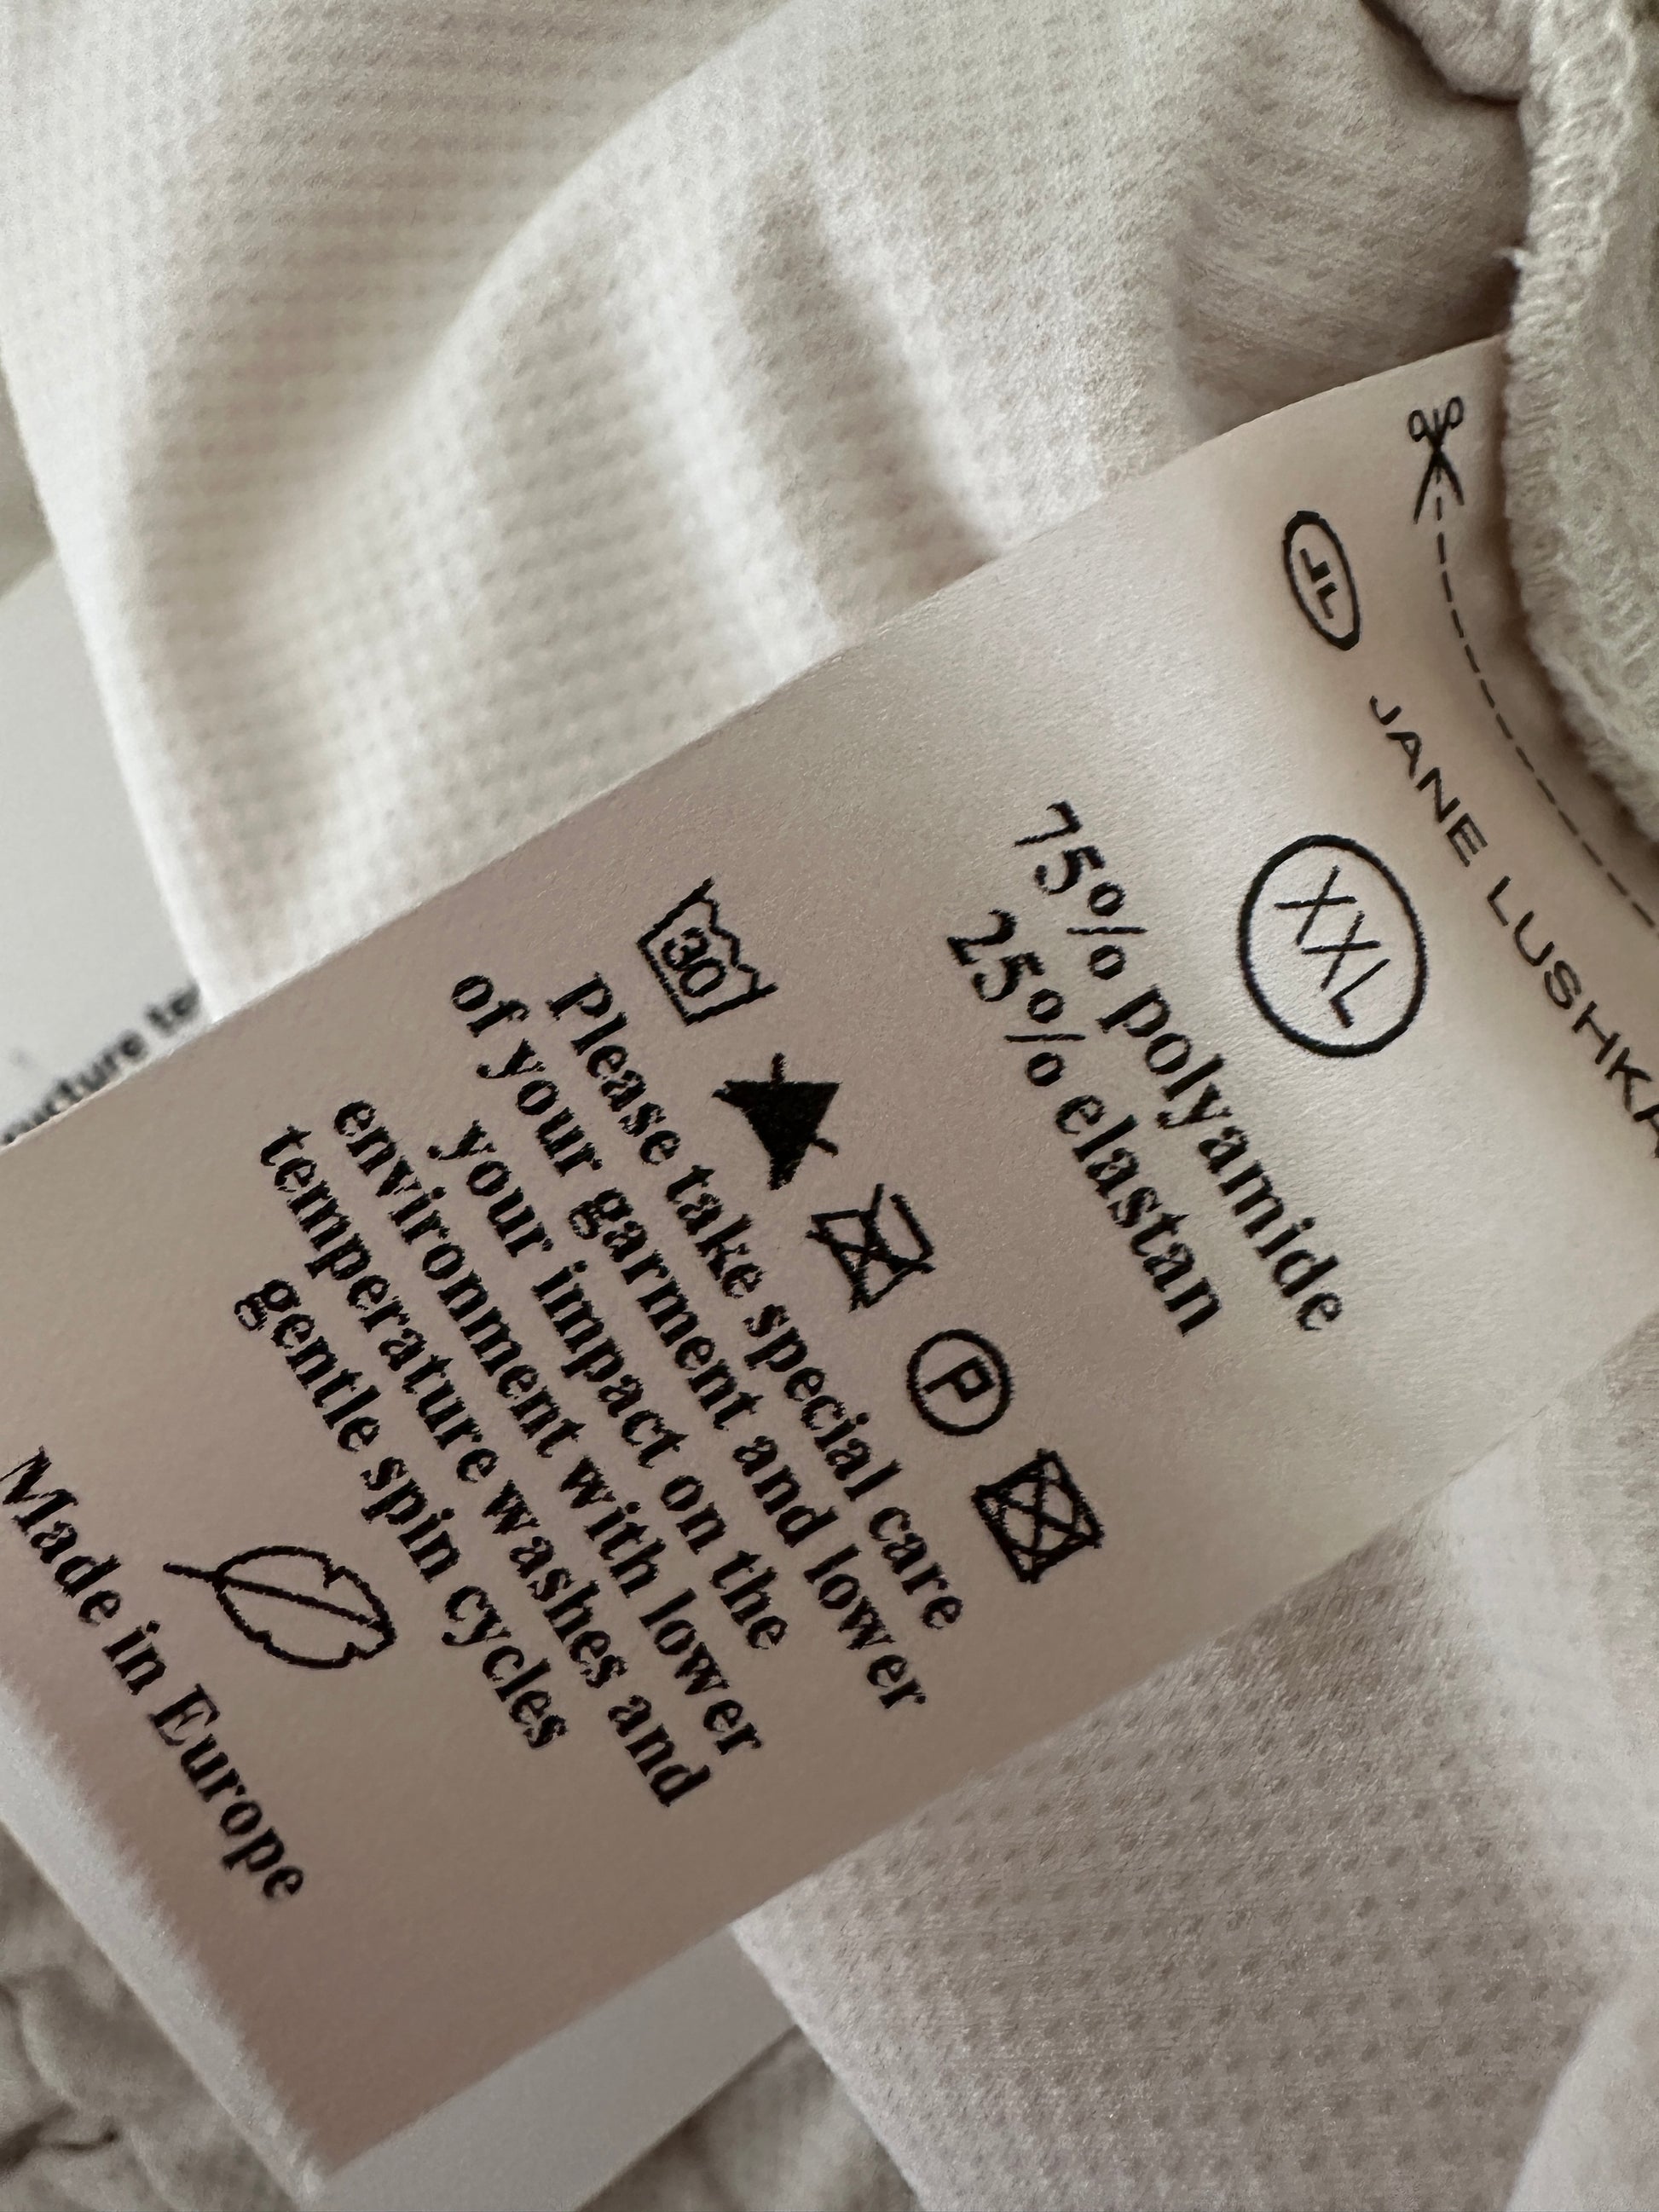 JL
JANE LUSHKA
XXL
75% polyamide
25% elastan
30
P
Please take special care
of your garment and lower
your impact on the
environment with lower
temperature washes and
gentle spin cycles
Made in Europe